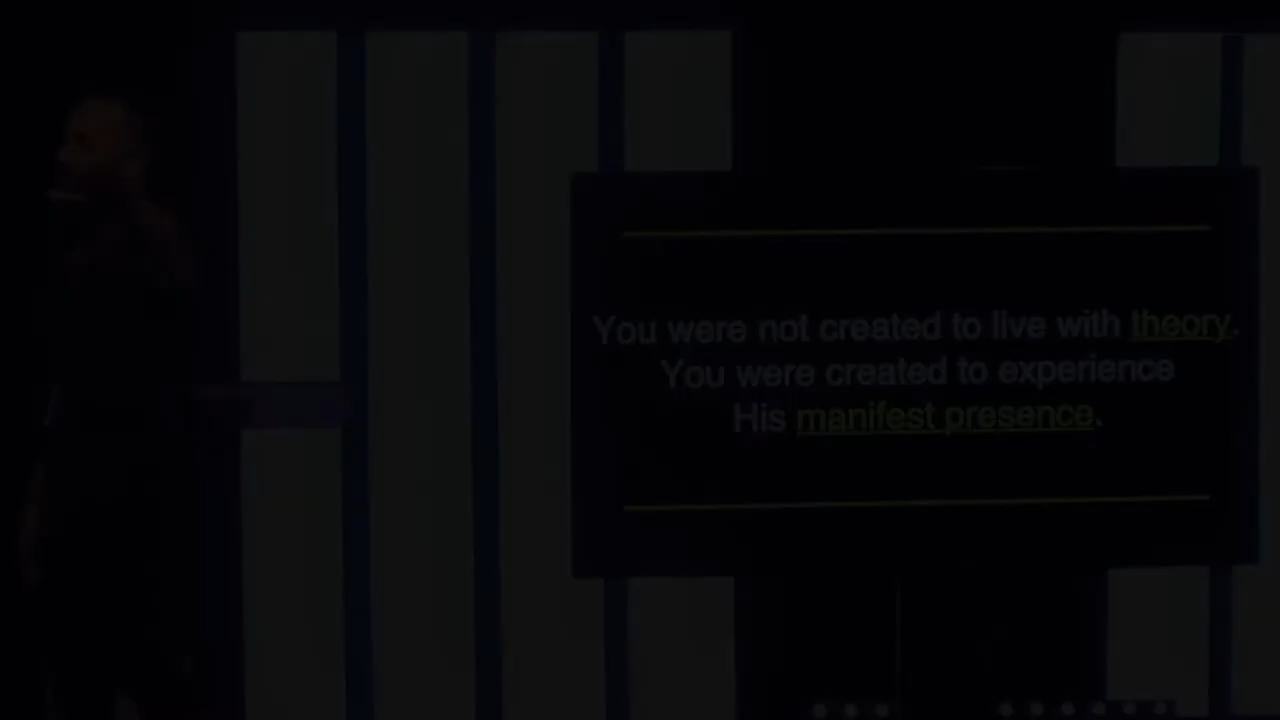 You were not created to live with theory.
You were created to experience
His manifest presence.